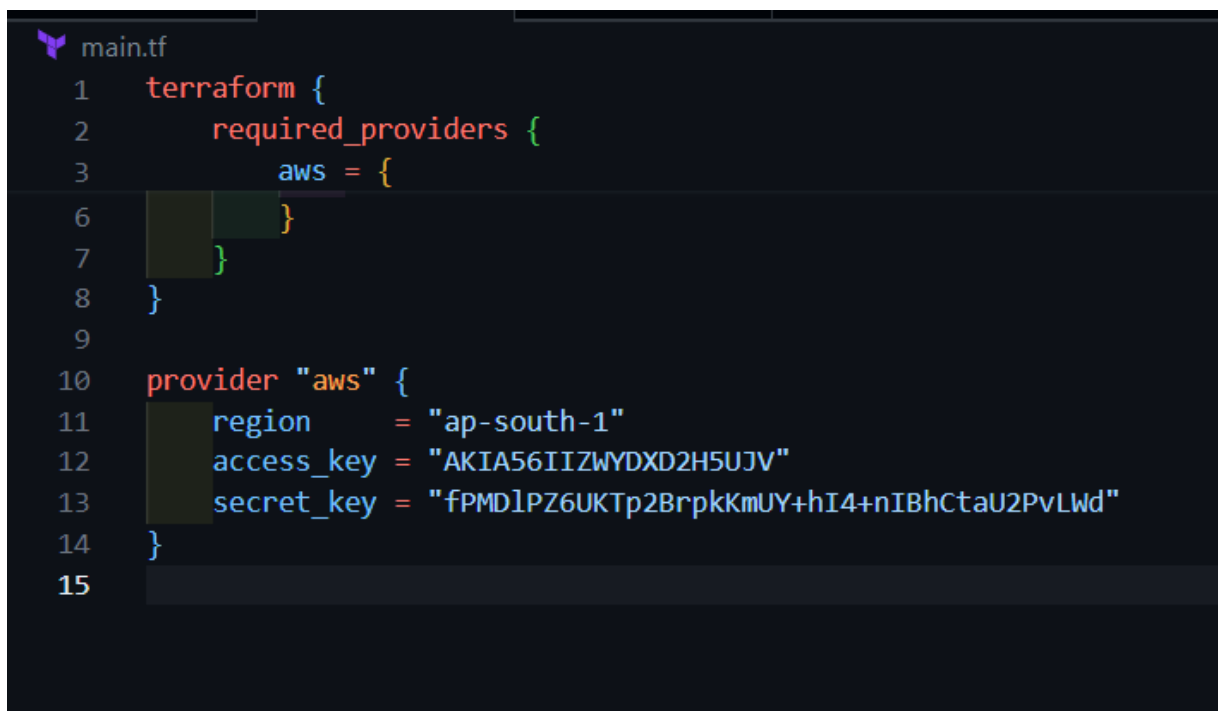 main.tf
1 terraform {
2 required_providers {
3 aws = {
6 }
7 }
8 }
9
10 provider "aws" {
11 region = "ap-south-1"
12 access_key = "AKIA56IIZWYDXD2H5UJV"
13 secret_key = "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"
14 }
15